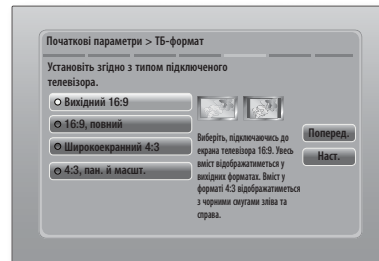 Початкові параметри > ТБ-формат
Установіть згідно з типом підключеного
телевізора.
Вихідний 16:9
16:9, повний
Широкоекранний 4:3
4:3, пан. й масшт.
Виберіть, підключаючись до
екрана телевізора 16:9. Увесь
вміст відображатиметься у
вихідних форматах. Вміст у
форматі 4:3 відображатиметься
з чорними смугами зліва та
справа.
Поперед.
Наст.